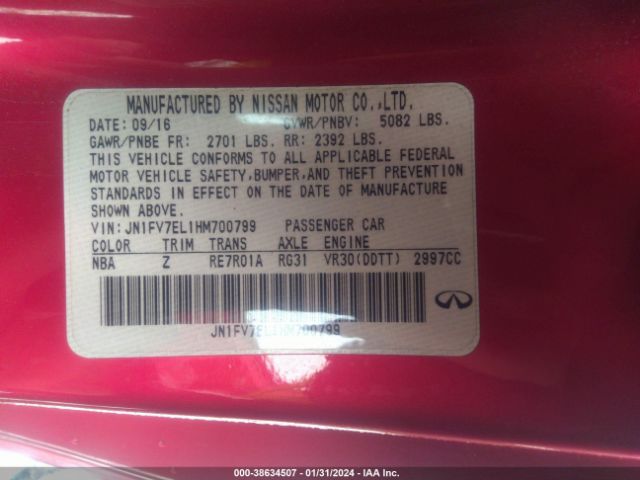 MANUFACTURED BY NISSAN MOTOR CO.,LTD.
DATE: 09/16 GVWR/PNBV: 5082 LBS.
GAWR/PNBE FR: 2701 LBS. RR: 2392 LBS.
THIS VEHICLE CONFORMS TO ALL APPLICABLE FEDERAL
MOTOR VEHICLE SAFETY,BUMPER,AND THEFT PREVENTION
STANDARDS IN EFFECT ON THE DATE OF MANUFACTURE
SHOWN ABOVE.
VIN: JN1FV7EL1HM700799 PASSENGER CAR
COLOR TRIM TRANS AXLE ENGINE
NBA Z RE7R01A RG31 VR30(DDTT) 2997CC
JN1FV7EL1HM700799
000-38634507 - 01/31/2024 - IAA Inc.